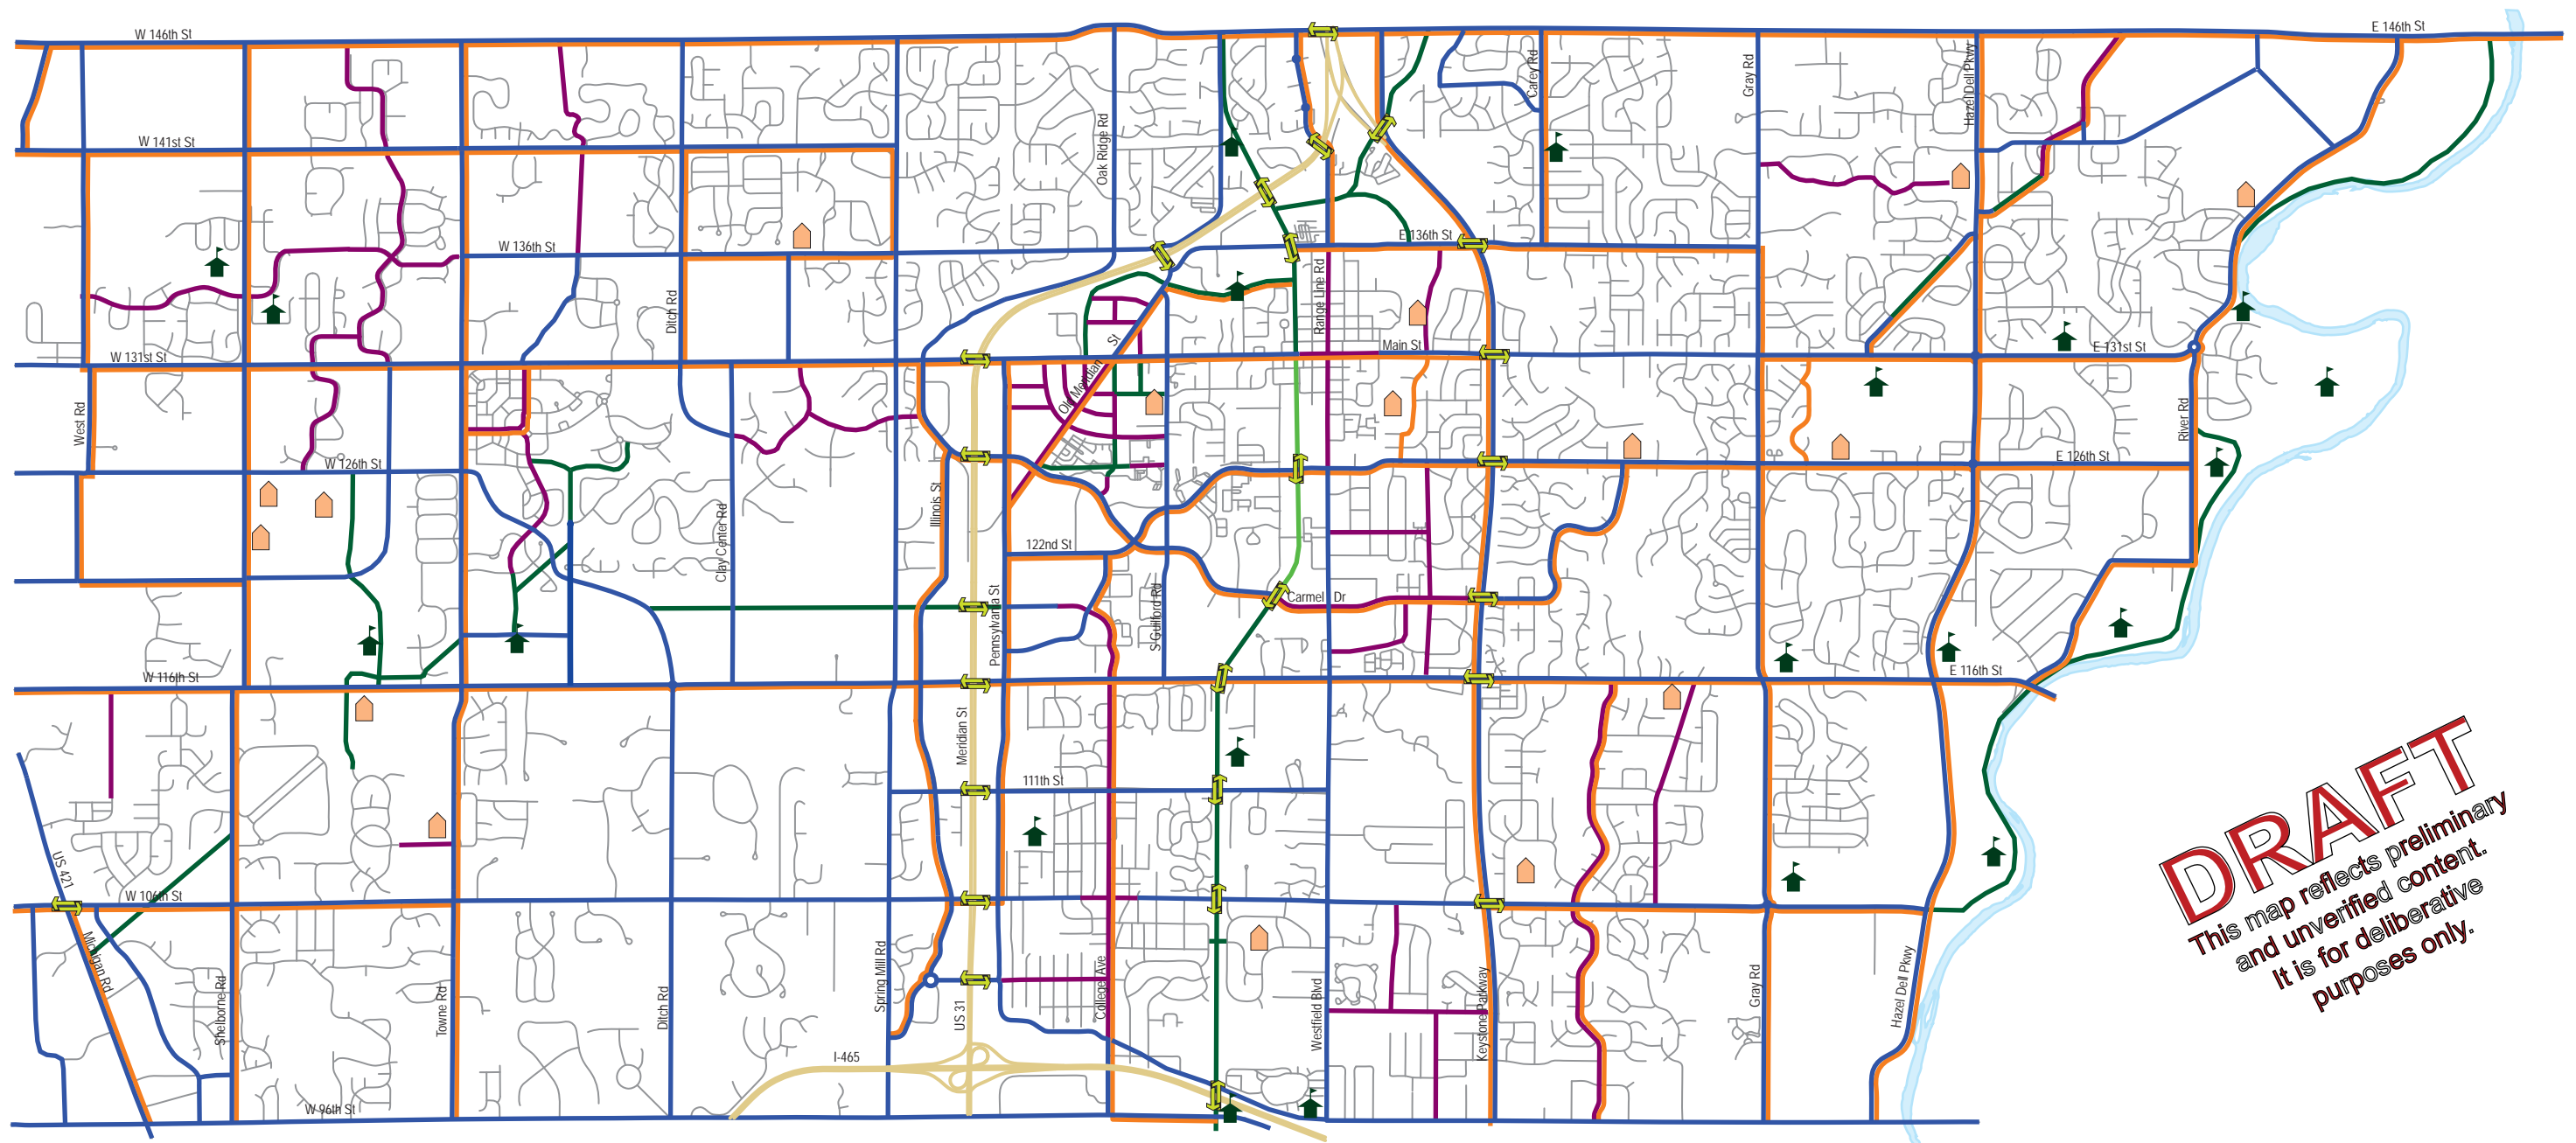 W 146th St
E 146th St
Carey Rd
Gray Rd
Hazel Dell Pkwy
Oak Ridge Rd
W 141st St
W 136th St
E 136th St
Ditch Rd
Range Line Rd
Main St
W 131st St
E 131st St
Old Meridian St
West Rd
River Rd
W 126th St
E 126th St
Illinois St
Clay Center Rd
122nd St
Pennsylvania St
S Guilford Rd
Carmel Dr
W 116th St
E 116th St
Meridian St
111th St
US 421
W 106th St
Michigan Rd
Shelborne Rd
Towne Rd
Ditch Rd
Spring Mill Rd
US 31
College Ave
Westfield Blvd
Keystone Parkway
Gray Rd
Hazel Dell Pkwy
I-465
W 96th St
DRAFT
This map reflects preliminary
and unverified content.
It is for deliberative
purposes only.